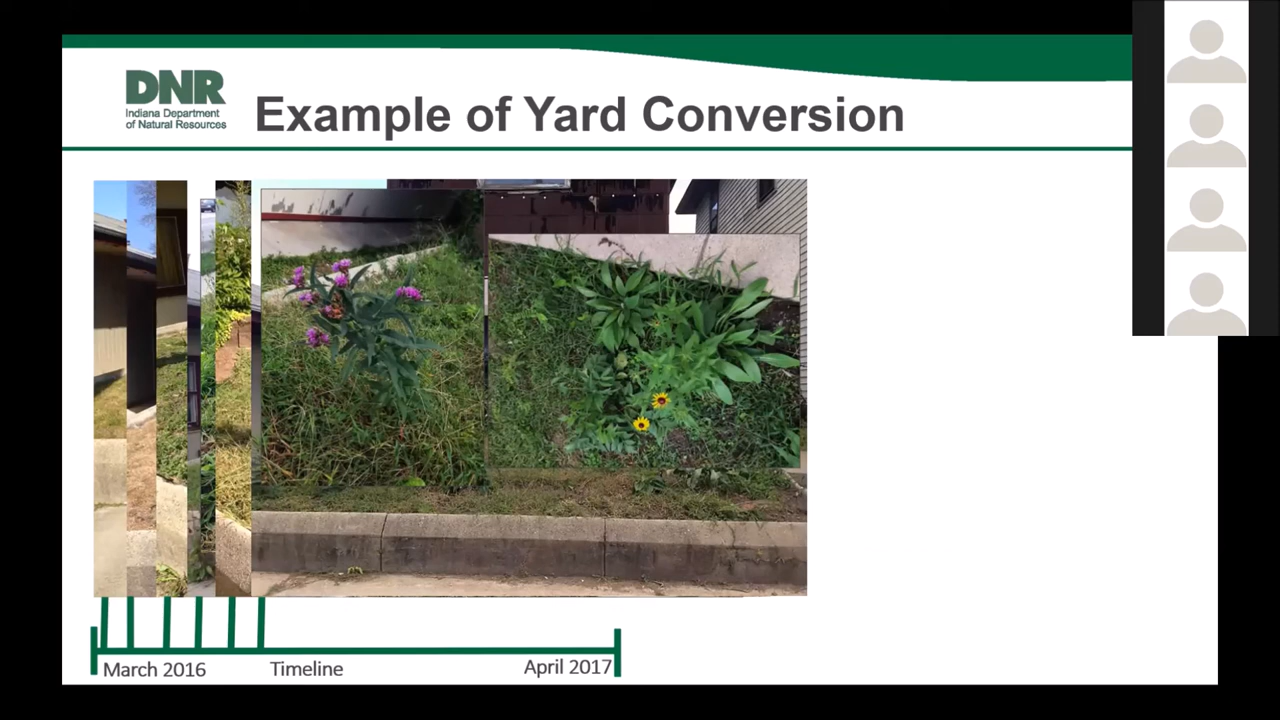 DNR
Indiana Department
of Natural Resources
Example of Yard Conversion
March 2016
Timeline
April 2017